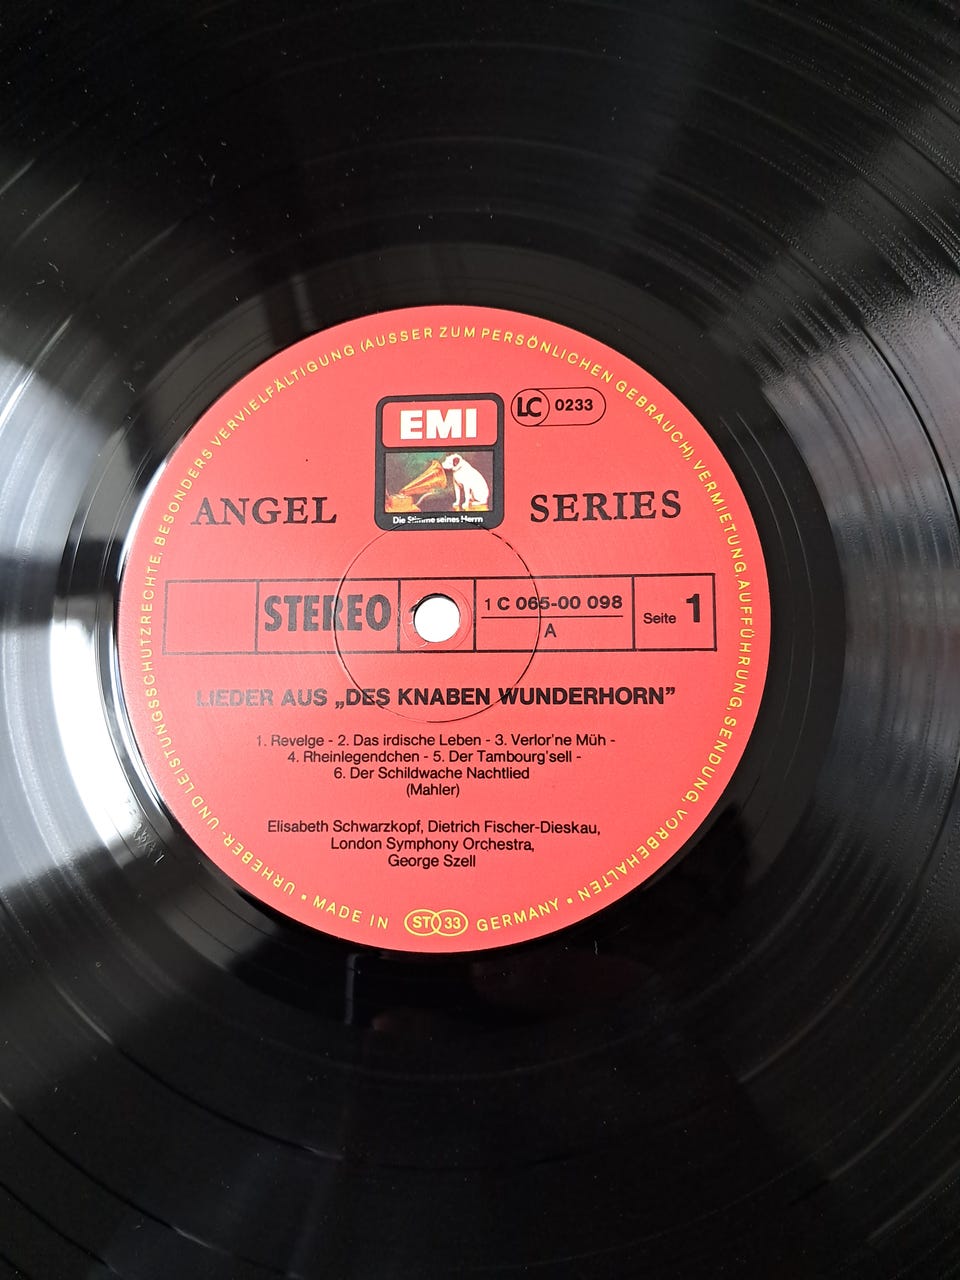 URHEBER- UND LEISTUNGSSCHUTZRECHTE, BESONDERS VERVIELFÄLTIGUNG (AUSSER ZUM PERSÖNLICHEN GEBRAUCH), VERMIETUNG, AUFFÜHRUNG, SENDUNG, VORBEHALTEN
EMI
LC 0233
Die Stimme seines Herrn
ANGEL SERIES
STEREO
1 C 065-00 098
A
Seite 1
LIEDER AUS „DES KNABEN WUNDERHORN”
1. Revelge - 2. Das irdische Leben - 3. Verlor'ne Müh -
4. Rheinlegendchen - 5. Der Tambourg'sell -
6. Der Schildwache Nachtlied
(Mahler)
Elisabeth Schwarzkopf, Dietrich Fischer-Dieskau,
London Symphony Orchestra,
George Szell
MADE IN ST 33 GERMANY